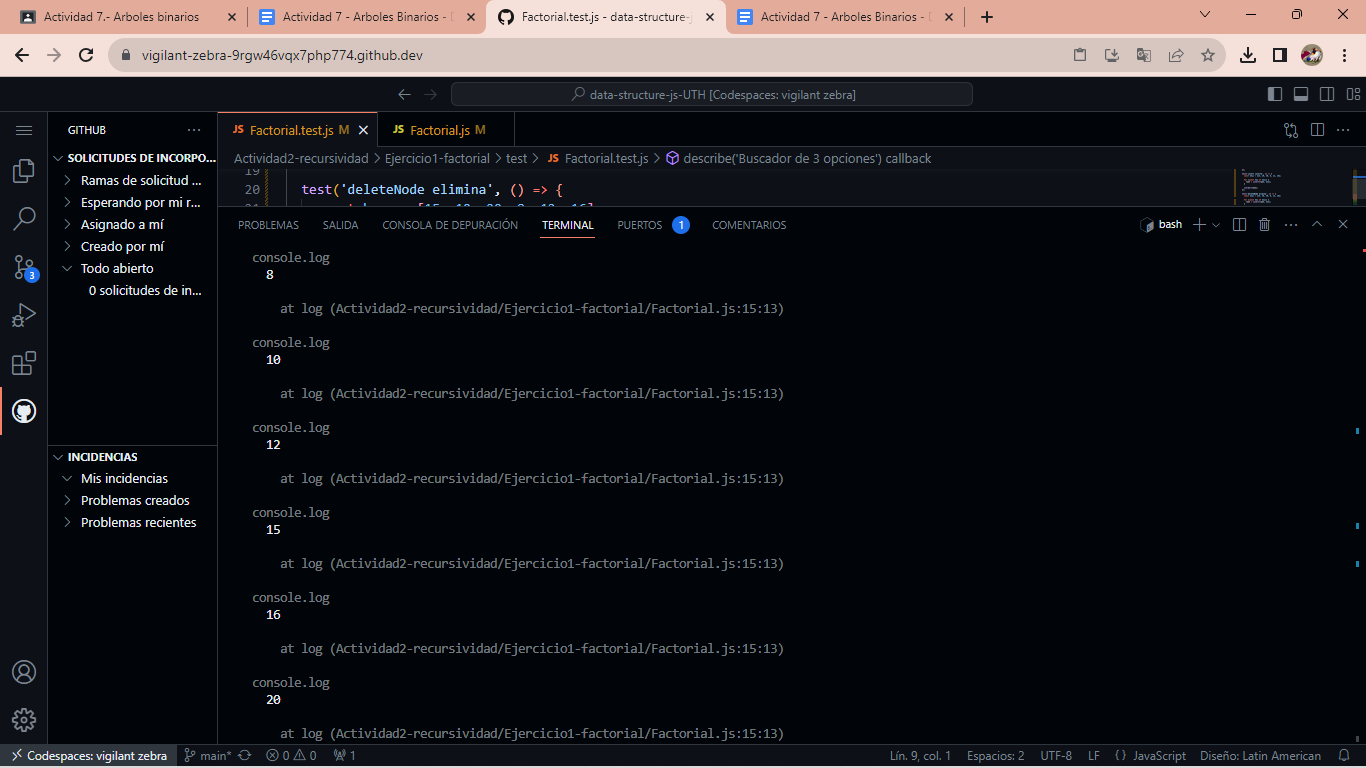 Actividad 7.- Arboles binarios
Actividad 7 - Arboles Binarios -
Factorial.test.js - data-structure-j
Actividad 7 - Arboles Binarios -
vigilant-zebra-9rgw46vqx7php774.github.dev
data-structure-js-UTH [Codespaces: vigilant zebra]
GITHUB
SOLICITUDES DE INCORPO...
Ramas de solicitud ...
Esperando por mi r...
Asignado a mí
Creado por mí
Todo abierto
0 solicitudes de in...
3
INCIDENCIAS
Mis incidencias
Problemas creados
Problemas recientes
JS Factorial.test.js M
JS Factorial.js M
Actividad2-recursividad > Ejercicio1-factorial > test > JS Factorial.test.js > describe('Buscador de 3 opciones') callback
19
20 test('deleteNode elimina', () => {
PROBLEMAS SALIDA CONSOLA DE DEPURACIÓN TERMINAL PUERTOS 1 COMENTARIOS
bash
console.log
8
at log (Actividad2-recursividad/Ejercicio1-factorial/Factorial.js:15:13)
console.log
10
at log (Actividad2-recursividad/Ejercicio1-factorial/Factorial.js:15:13)
console.log
12
at log (Actividad2-recursividad/Ejercicio1-factorial/Factorial.js:15:13)
console.log
15
at log (Actividad2-recursividad/Ejercicio1-factorial/Factorial.js:15:13)
console.log
16
at log (Actividad2-recursividad/Ejercicio1-factorial/Factorial.js:15:13)
console.log
20
at log (Actividad2-recursividad/Ejercicio1-factorial/Factorial.js:15:13)
Codespaces: vigilant zebra main* 0 0 1 Lín. 9, col. 1 Espacios: 2 UTF-8 LF {} JavaScript Diseño: Latin American